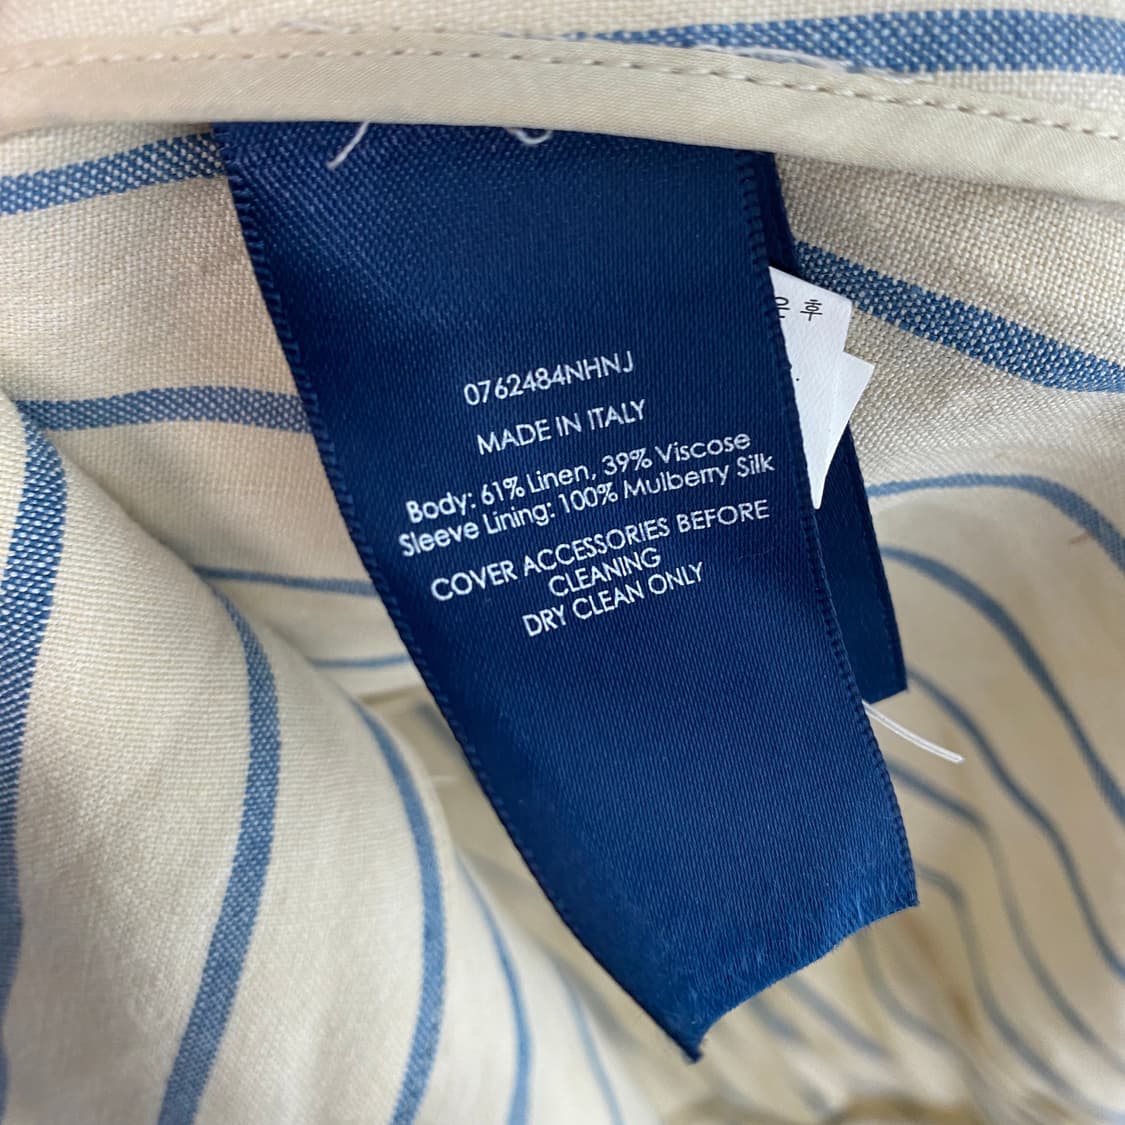 0762484NHNJ
MADE IN ITALY
Body: 61% Linen, 39% Viscose
Sleeve Lining: 100% Mulberry Silk
COVER ACCESSORIES BEFORE
CLEANING
DRY CLEAN ONLY
후